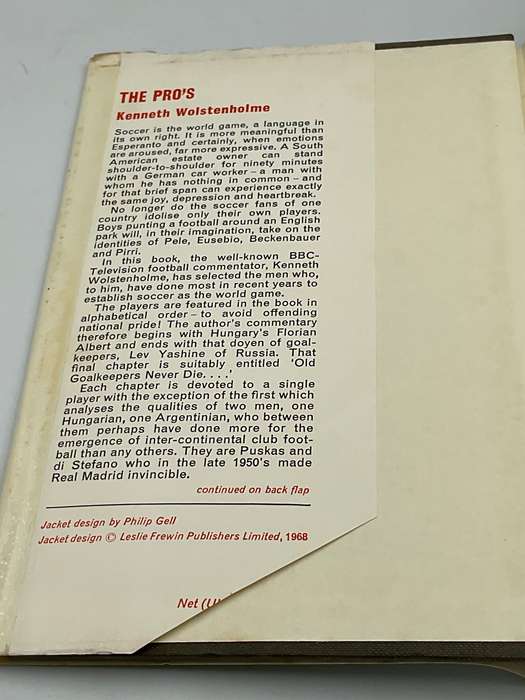 THE PRO'S
Kenneth Wolstenholme
Soccer is the world game, a language in
its own right. It is more meaningful than
Esperanto and certainly, when emotions
are aroused, far more expressive. A South
American estate owner can stand
shoulder-to-shoulder for ninety minutes
with a German car worker – a man with
whom he has nothing in common – and
for that brief span can experience exactly
the same joy, depression and heartbreak.
No longer do the soccer fans of one
country idolise only their own players.
Boys punting a football around an English
park will, in their imagination, take on the
identities of Pele, Eusebio, Beckenbauer
and Pirri.
In this book, the well-known BBC-
Television football commentator, Kenneth
Wolstenholme, has selected the men who,
to him, have done most in recent years to
establish soccer as the world game.
The players are featured in the book in
alphabetical order – to avoid offending
national pride! The author's commentary
therefore begins with Hungary's Florian
Albert and ends with that doyen of goal-
keepers, Lev Yashine of Russia. That
final chapter is suitably entitled 'Old
Goalkeepers Never Die. . . .'
Each chapter is devoted to a single
player with the exception of the first which
analyses the qualities of two men, one
Hungarian, one Argentinian, who between
them perhaps have done more for the
emergence of inter-continental club foot-
ball than any others. They are Puskas and
di Stefano who in the late 1950's made
Real Madrid invincible.
continued on back flap
Jacket design by Philip Gell
Jacket design © Leslie Frewin Publishers Limited, 1968
Net